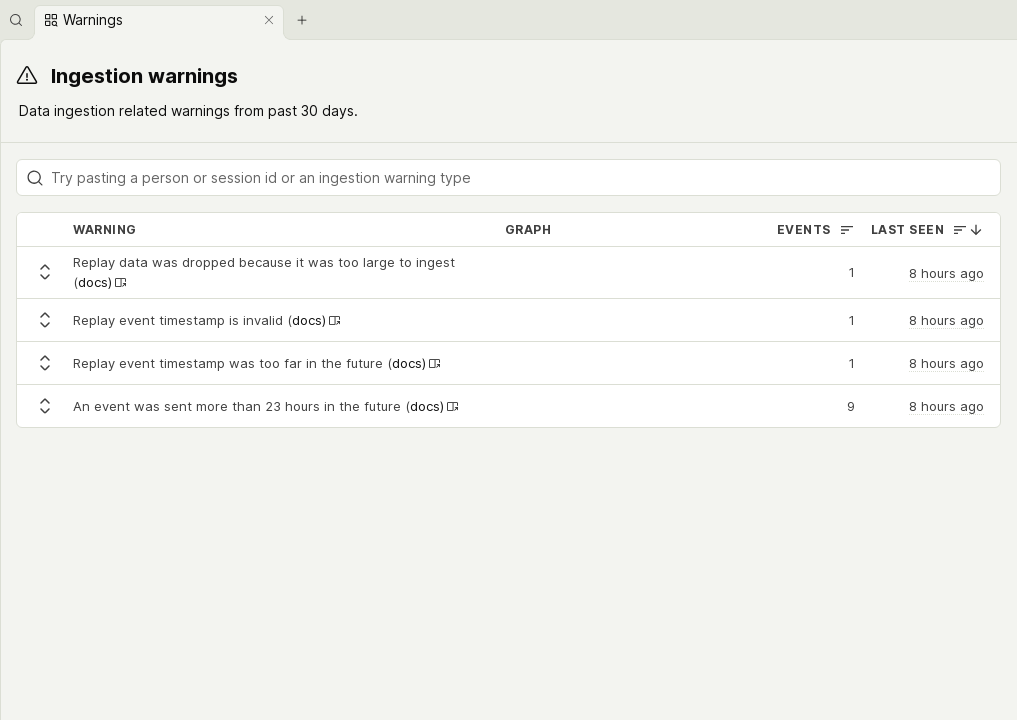 Warnings
Ingestion warnings
Data ingestion related warnings from past 30 days.
Try pasting a person or session id or an ingestion warning type
WARNING GRAPH EVENTS LAST SEEN
Replay data was dropped because it was too large to ingest
(docs) 1 8 hours ago
Replay event timestamp is invalid (docs) 1 8 hours ago
Replay event timestamp was too far in the future (docs) 1 8 hours ago
An event was sent more than 23 hours in the future (docs) 9 8 hours ago